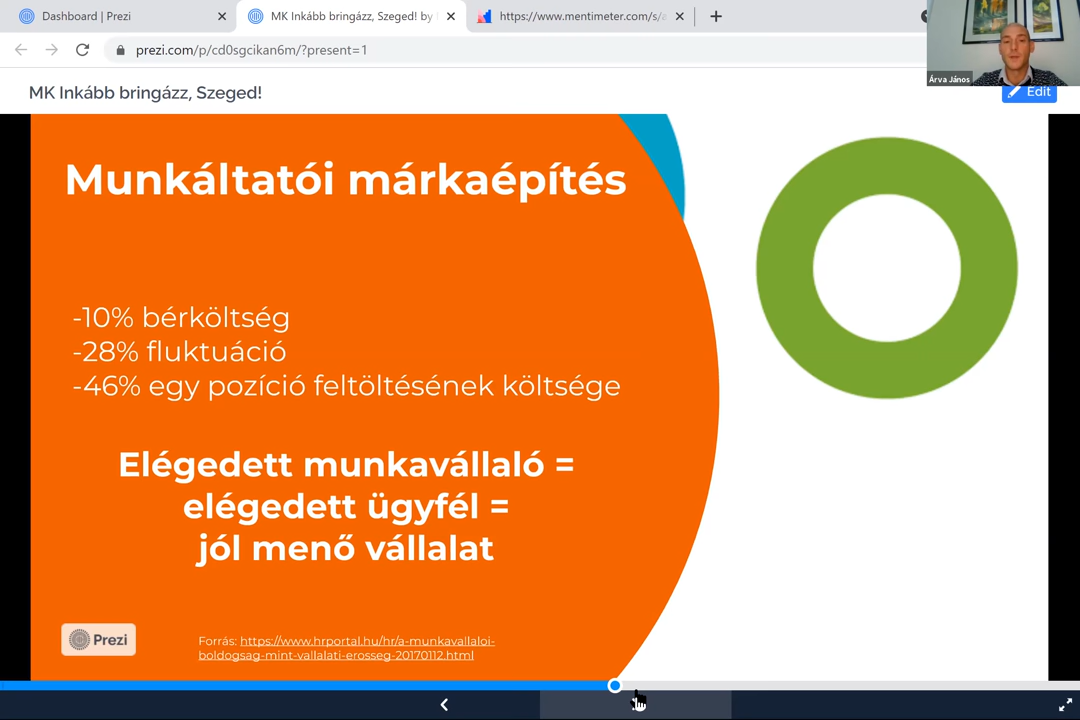 Dashboard | Prezi
MK Inkább bringázz, Szeged! by
https://www.mentimeter.com/s/
prezi.com/p/cd0sgcikan6m/?present=1
Árva János
MK Inkább bringázz, Szeged!
Edit
Munkáltatói márkaépítés
-10% bérköltség
-28% fluktuáció
-46% egy pozíció feltöltésének költsége
Elégedett munkavállaló =
elégedett ügyfél =
jól menő vállalat
Prezi
Forrás: https://www.hrportal.hu/hr/a-munkavallaloi-
boldogsag-mint-vallalati-erosseg-20170112.html